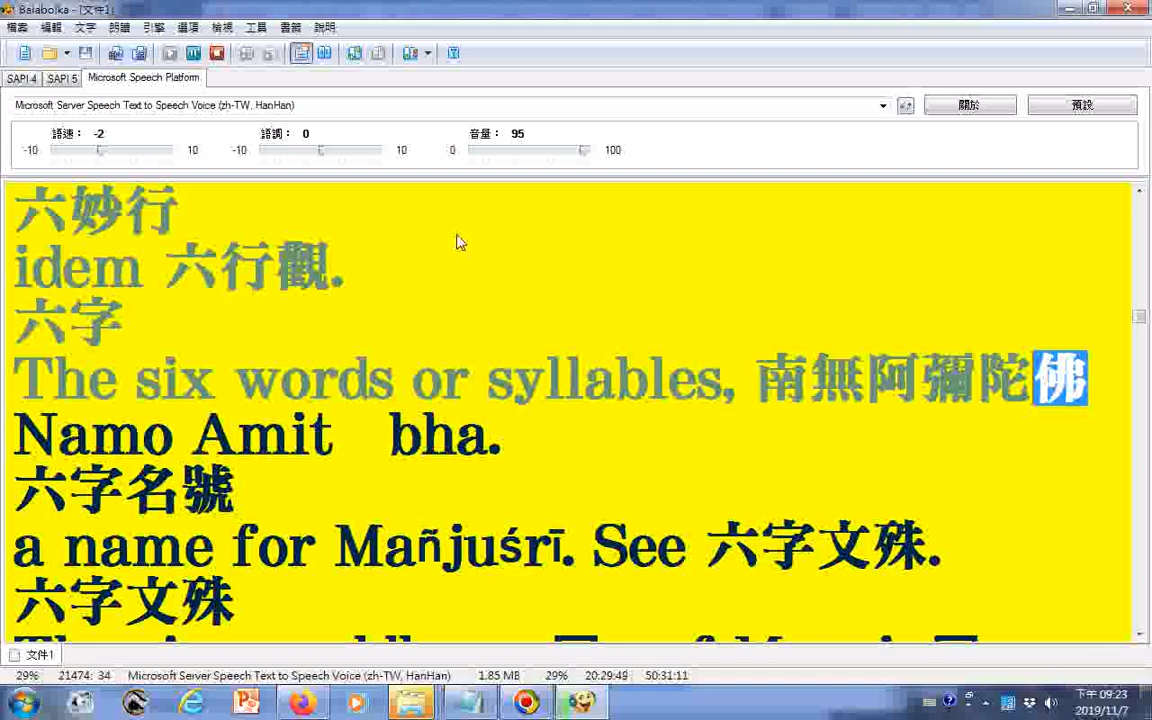 Balabolka - [文件1]
檔案 編輯 文字 朗讀 引擎 選項 檢視 工具 書籤 說明
SAPI 4 SAPI 5 Microsoft Speech Platform
Microsoft Server Speech Text to Speech Voice (zh-TW, HanHan) 關於 預設
語速： -2 語調： 0 音量： 95
-10 10 -10 10 0 100
六妙行
idem 六行觀.
六字
The six words or syllables, 南無阿彌陀佛
Namo Amit bha.
六字名號
a name for Mañjuśrī. See 六字文殊.
六字文殊
文件1
29% 21474: 34 Microsoft Server Speech Text to Speech Voice (zh-TW, HanHan) 1.85 MB 29% 20:29:49 50:31:11
下午 09:23
2019/11/7